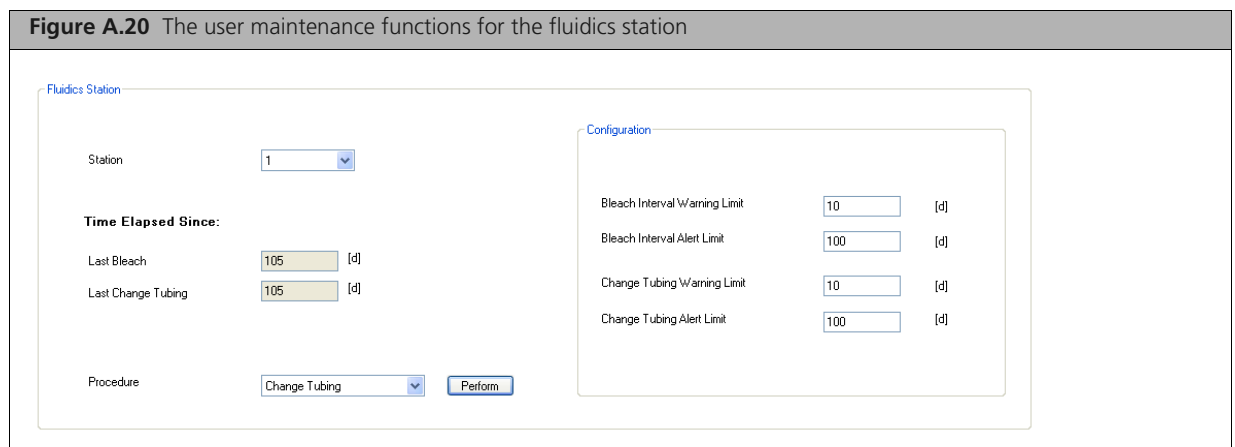 Figure A.20 The user maintenance functions for the fluidics station
Fluidics Station
Station
1
Time Elapsed Since:
Last Bleach
105 [d]
Last Change Tubing
105 [d]
Procedure
Change Tubing
Perform
Configuration
Bleach Interval Warning Limit
10 [d]
Bleach Interval Alert Limit
100 [d]
Change Tubing Warning Limit
10 [d]
Change Tubing Alert Limit
100 [d]